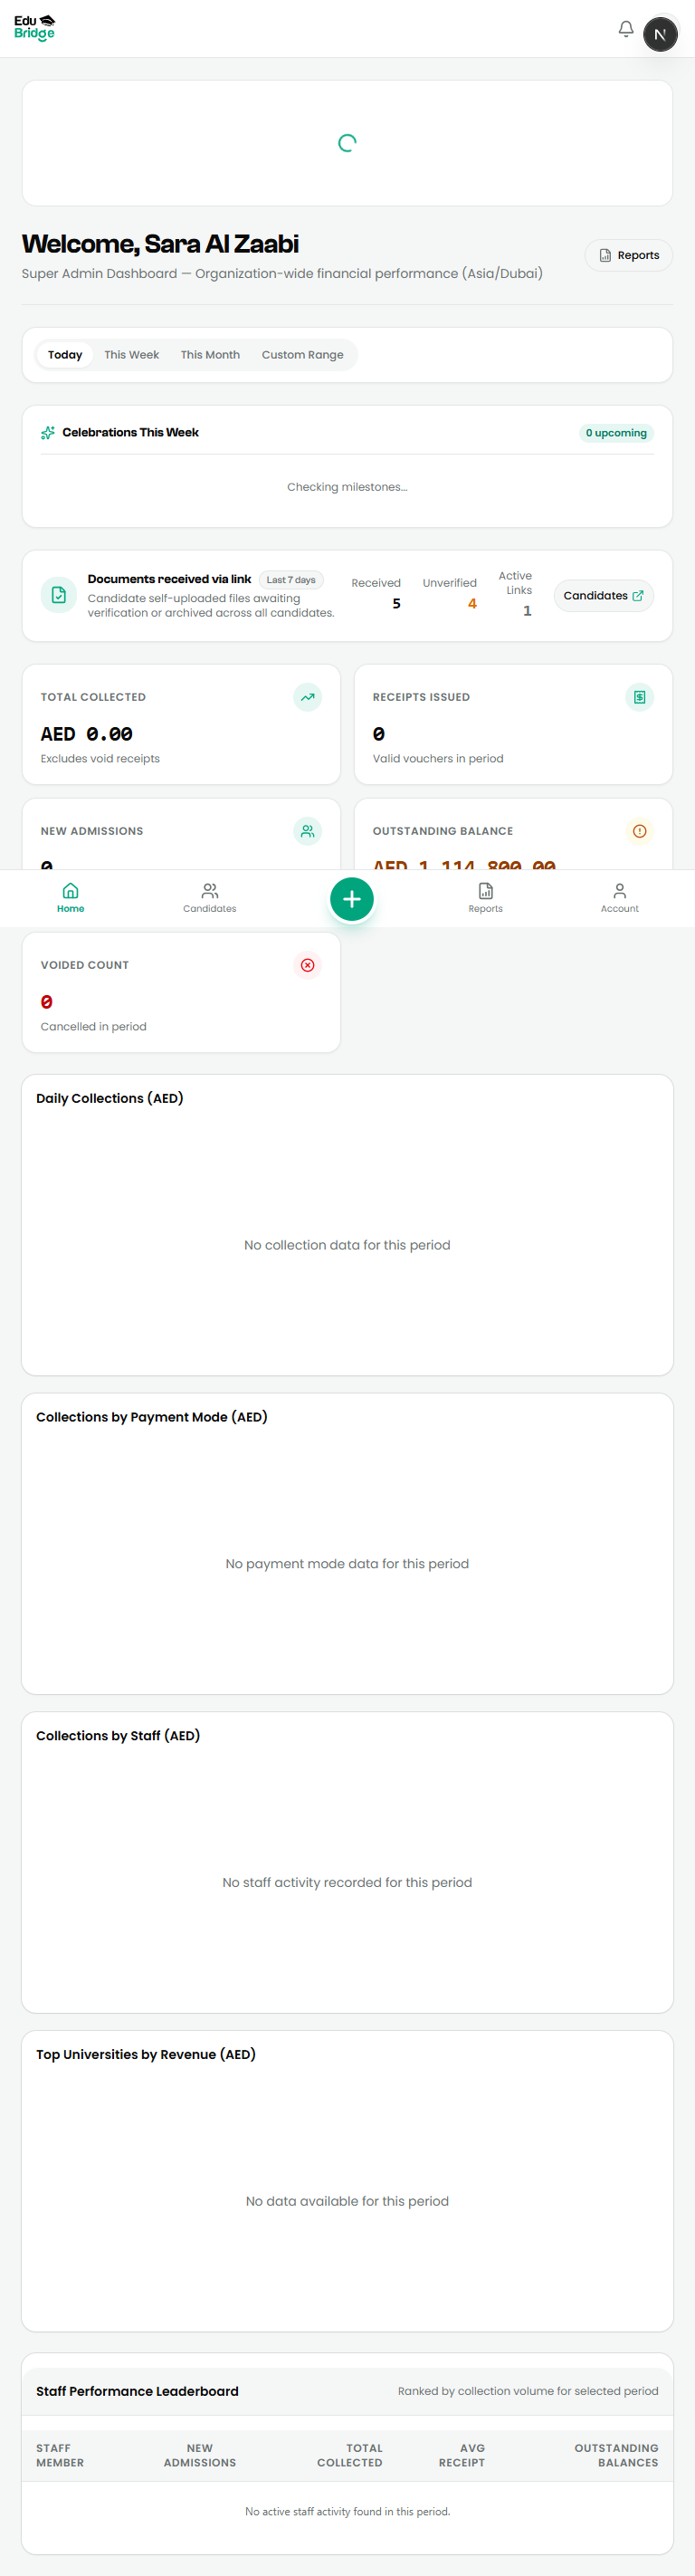 Edu
Bridge
N
Welcome, Sara Al Zaabi
Super Admin Dashboard — Organization-wide financial performance (Asia/Dubai)
Reports
Today This Week This Month Custom Range
Celebrations This Week
0 upcoming
Checking milestones...
Documents received via link Last 7 days
Candidate self-uploaded files awaiting
verification or archived across all candidates.
Received
5
Unverified
4
Active
Links
1
Candidates
TOTAL COLLECTED
AED 0.00
Excludes void receipts
RECEIPTS ISSUED
0
Valid vouchers in period
NEW ADMISSIONS
0
OUTSTANDING BALANCE
AED 1,114,800.00
Home Candidates Reports Account
VOIDED COUNT
0
Cancelled in period
Daily Collections (AED)
No collection data for this period
Collections by Payment Mode (AED)
No payment mode data for this period
Collections by Staff (AED)
No staff activity recorded for this period
Top Universities by Revenue (AED)
No data available for this period
Staff Performance Leaderboard
Ranked by collection volume for selected period
STAFF
MEMBER
NEW
ADMISSIONS
TOTAL
COLLECTED
AVG
RECEIPT
OUTSTANDING
BALANCES
No active staff activity found in this period.